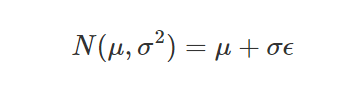 N(μ, σ²) = μ + σϵ